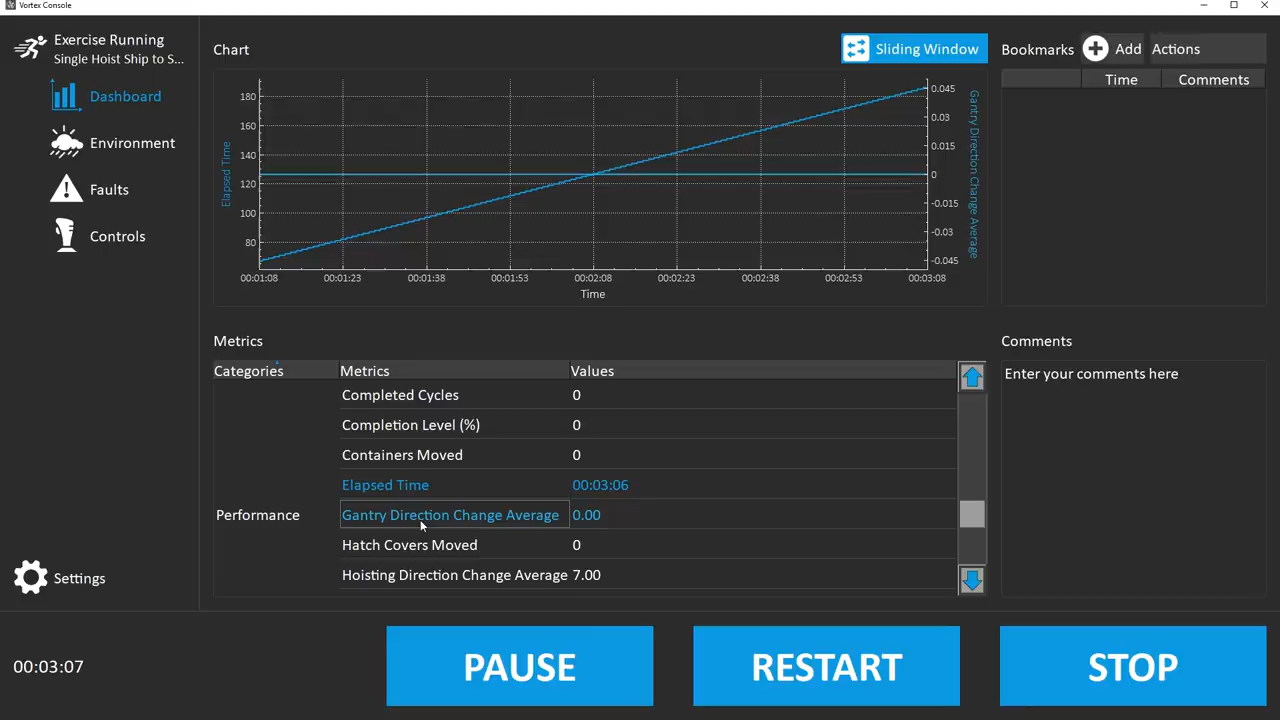 Vortex Console
Exercise Running
Single Hoist Ship to S...
Dashboard
Environment
Faults
Controls
Settings
Chart
Sliding Window
180
160
140
120
100
80
Elapsed Time
0.045
0.03
0.015
0
-0.015
-0.03
-0.045
Gantry Direction Change Average
00:01:08 00:01:23 00:01:38 00:01:53 00:02:08 00:02:23 00:02:38 00:02:53 00:03:08
Time
Bookmarks Add Actions
Time Comments
Metrics
Categories Metrics Values
Completed Cycles 0
Completion Level (%) 0
Containers Moved 0
Elapsed Time 00:03:06
Performance Gantry Direction Change Average 0.00
Hatch Covers Moved 0
Hoisting Direction Change Average 7.00
Comments
Enter your comments here
00:03:07
PAUSE RESTART STOP